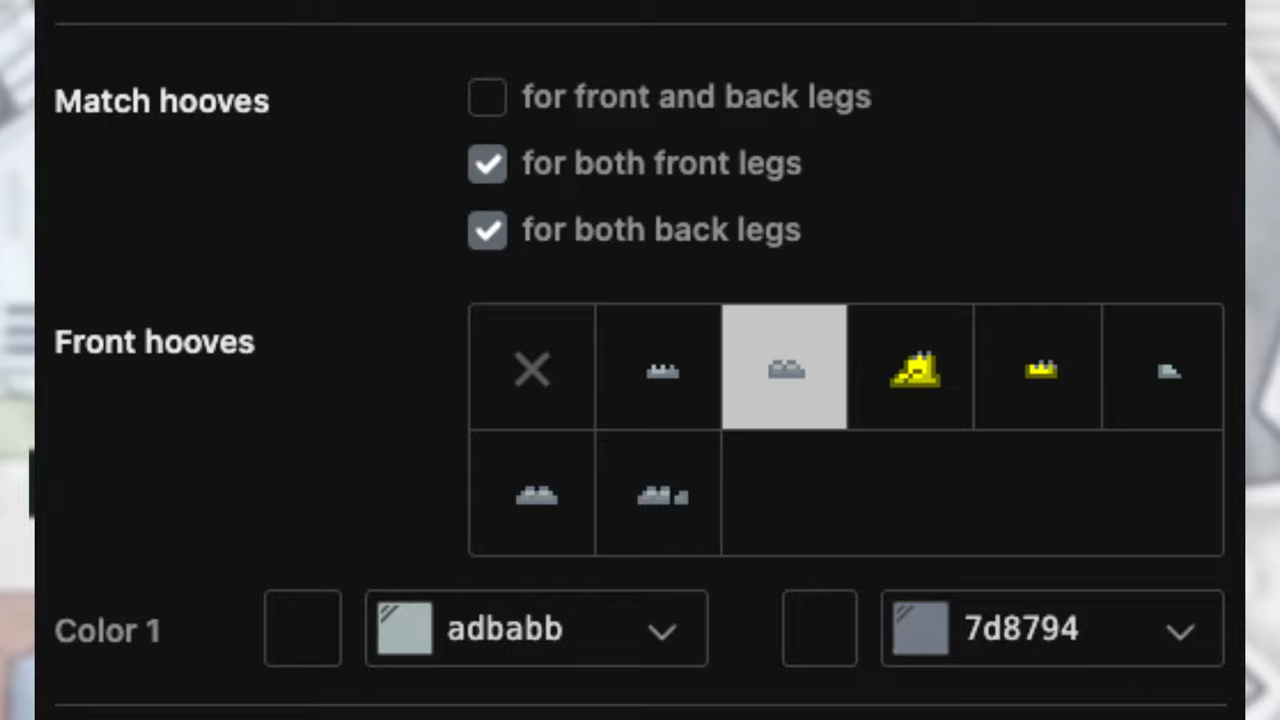 Match hooves
for front and back legs
for both front legs
for both back legs
Front hooves
Color 1
adbabb
7d8794